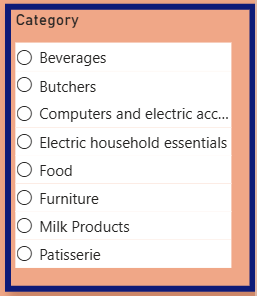 Category
Beverages
Butchers
Computers and electric acc...
Electric household essentials
Food
Furniture
Milk Products
Patisserie